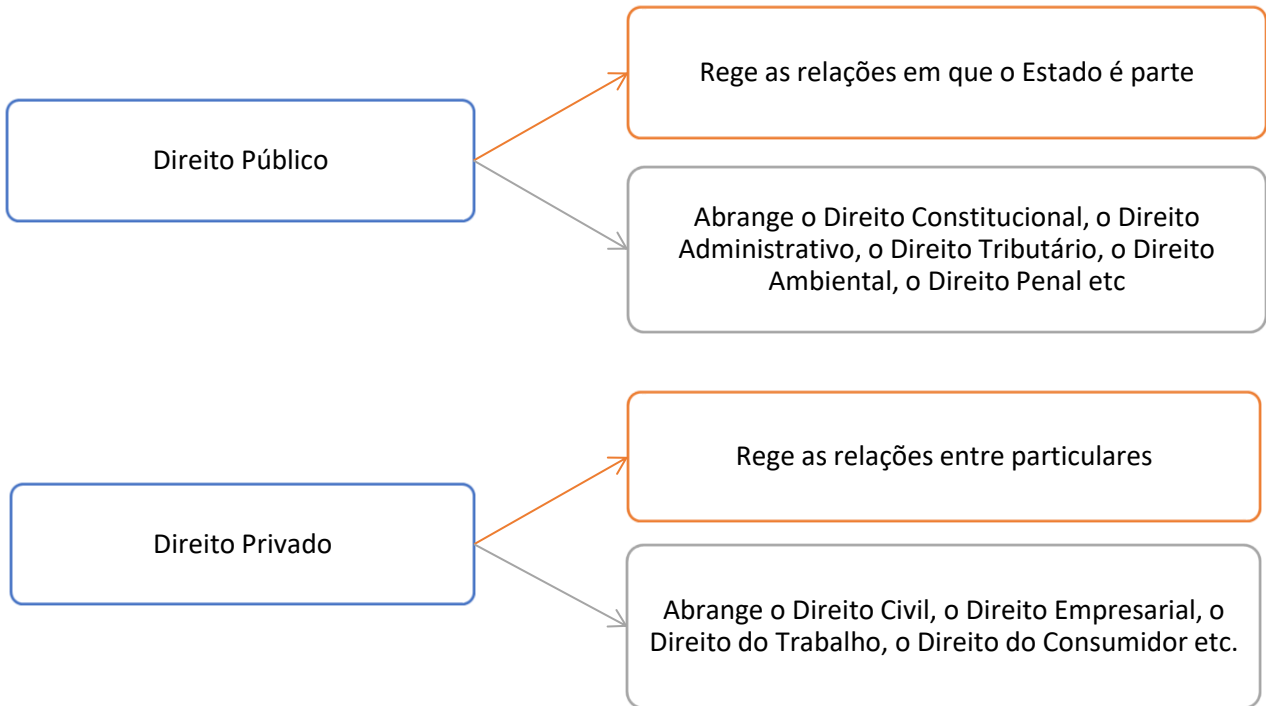 Direito Público
Rege as relações em que o Estado é parte
Abrange o Direito Constitucional, o Direito
Administrativo, o Direito Tributário, o Direito
Ambiental, o Direito Penal etc
Direito Privado
Rege as relações entre particulares
Abrange o Direito Civil, o Direito Empresarial, o
Direito do Trabalho, o Direito do Consumidor etc.